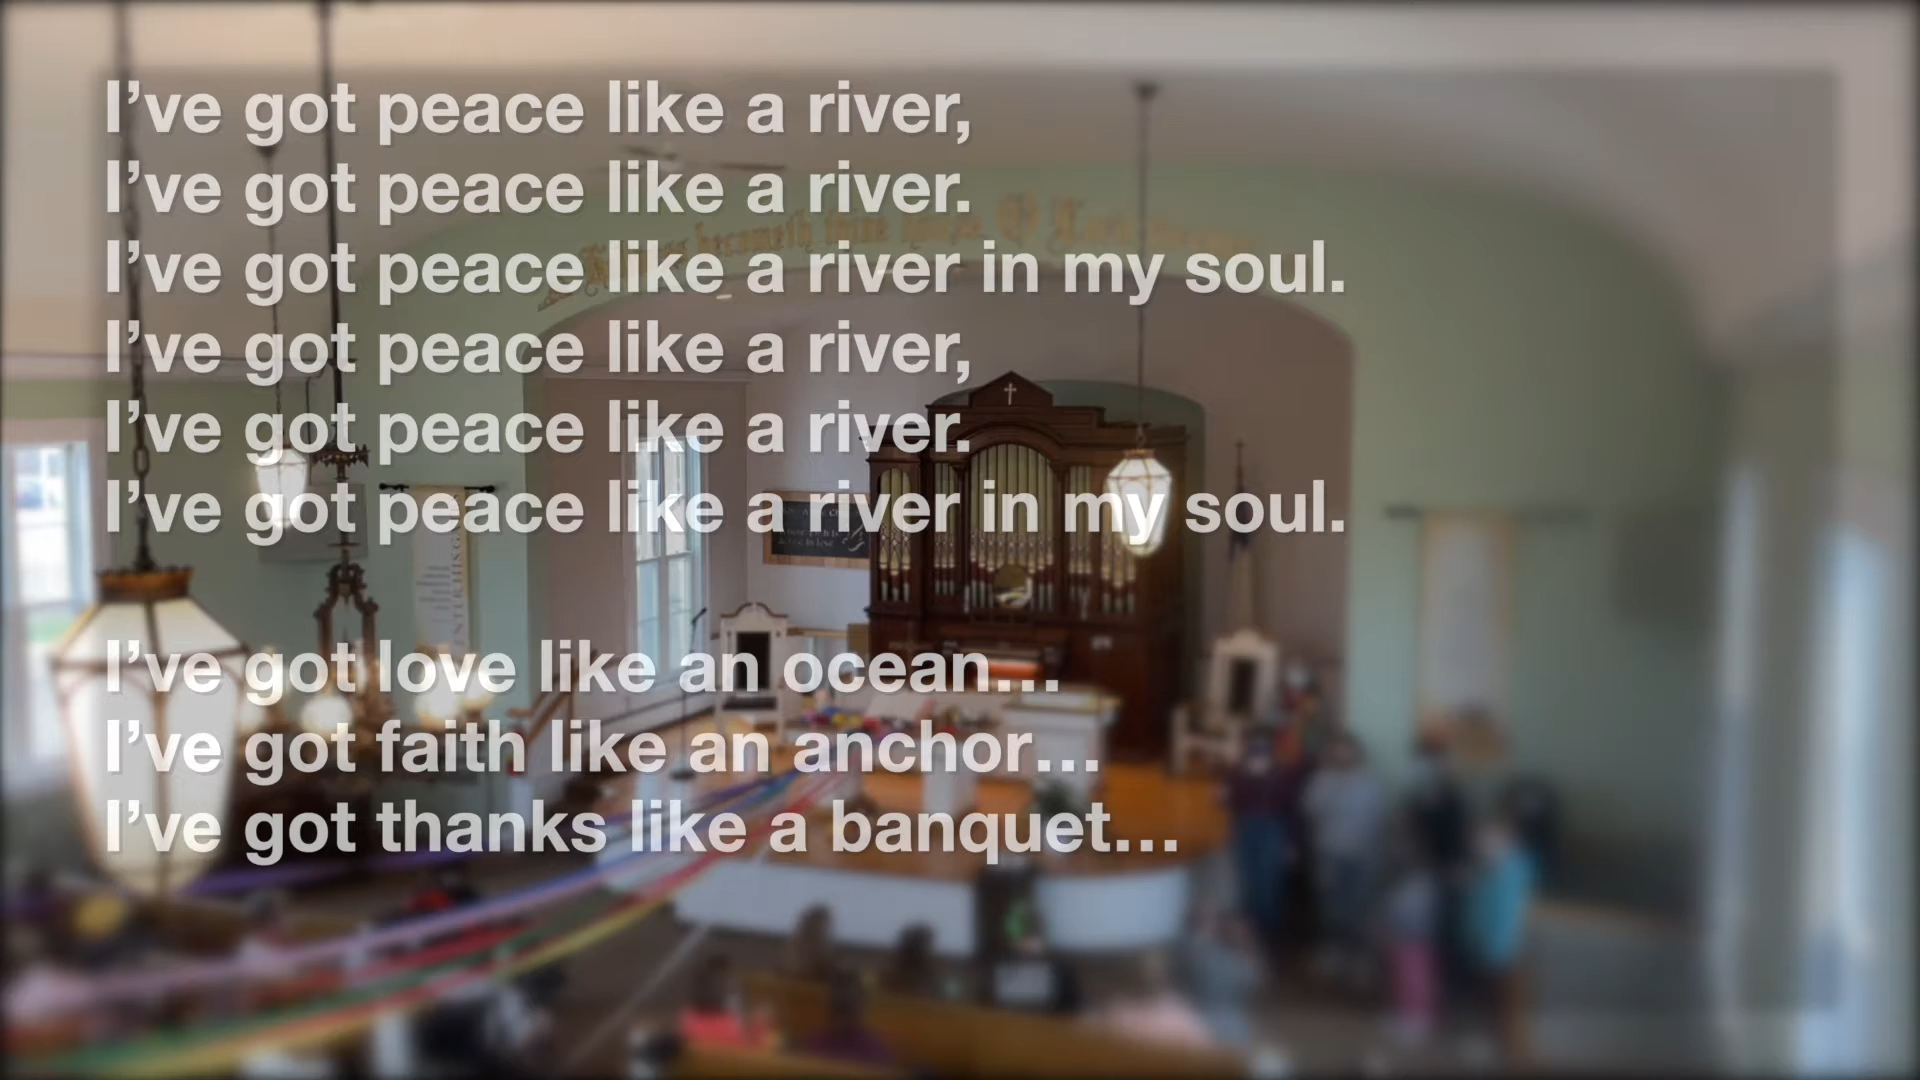 I’ve got peace like a river,
I’ve got peace like a river.
I’ve got peace like a river in my soul.
I’ve got peace like a river,
I’ve got peace like a river.
I’ve got peace like a river in my soul.
I’ve got love like an ocean…
I’ve got faith like an anchor…
I’ve got thanks like a banquet…
becometh thine O